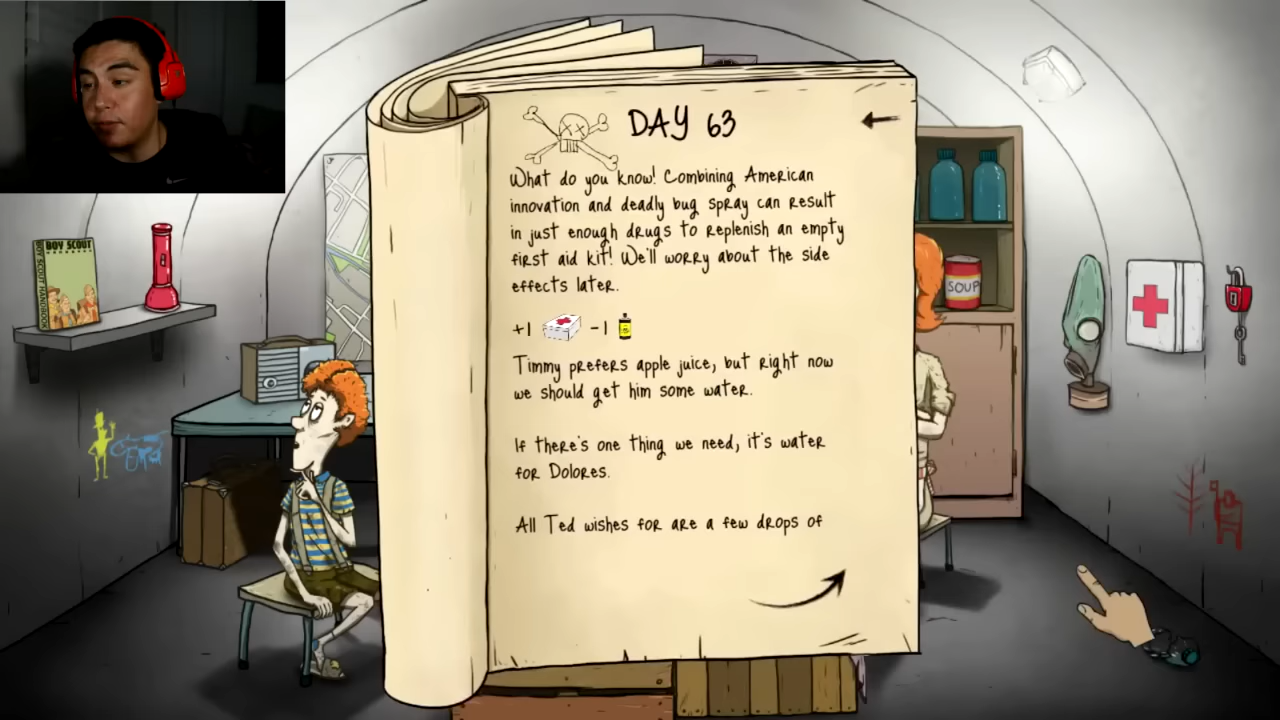 DAY 63
What do you know! Combining American
innovation and deadly bug spray can result
in just enough drugs to replenish an empty
first aid kit! We'll worry about the side
effects later.
+1 -1
Timmy prefers apple juice, but right now
we should get him some water.
If there's one thing we need, it's water
for Dolores.
All Ted wishes for are a few drops of
BOY SCOUT
BOY SCOUT HANDBOOK
SOUP